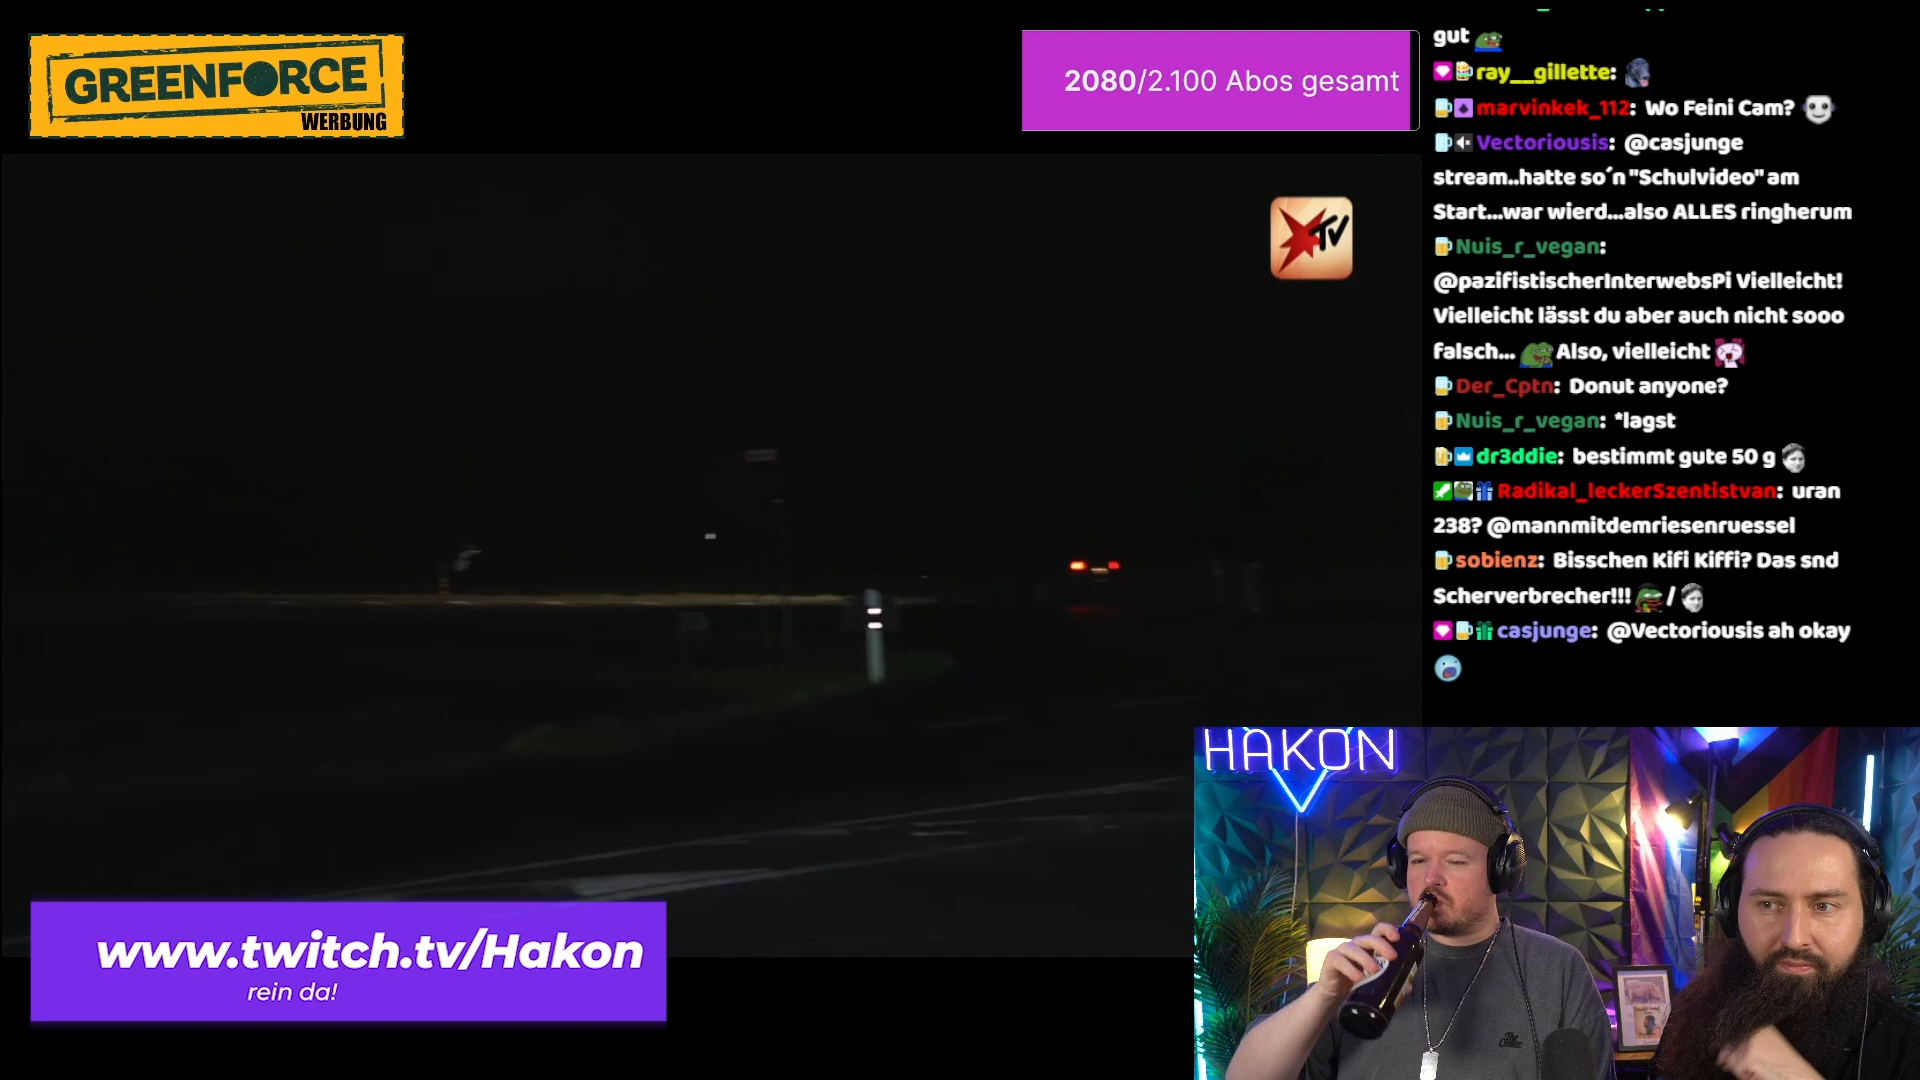 GREENFORCE
WERBUNG
2080/2.100 Abos gesamt
TV
gut
ray__gillette:
marvinkek_112: Wo Feini Cam?
Vectoriousis: @casjunge
stream..hatte so´n "Schulvideo" am
Start...war wierd...also ALLES ringherum
Nuis_r_vegan:
@pazifistischerInterwebsPi Vielleicht!
Vielleicht lässt du aber auch nicht sooo
falsch... Also, vielleicht
Der_Cptn: Donut anyone?
Nuis_r_vegan: *lagst
dr3ddie: bestimmt gute 50 g
Radikal_leckerSzentistvan: uran
238? @mannmitdemriesenruessel
sobienz: Bisschen Kifi Kiffi? Das snd
Scherverbrecher!!! /
casjunge: @Vectoriousis ah okay
HAKON
www.twitch.tv/Hakon
rein da!